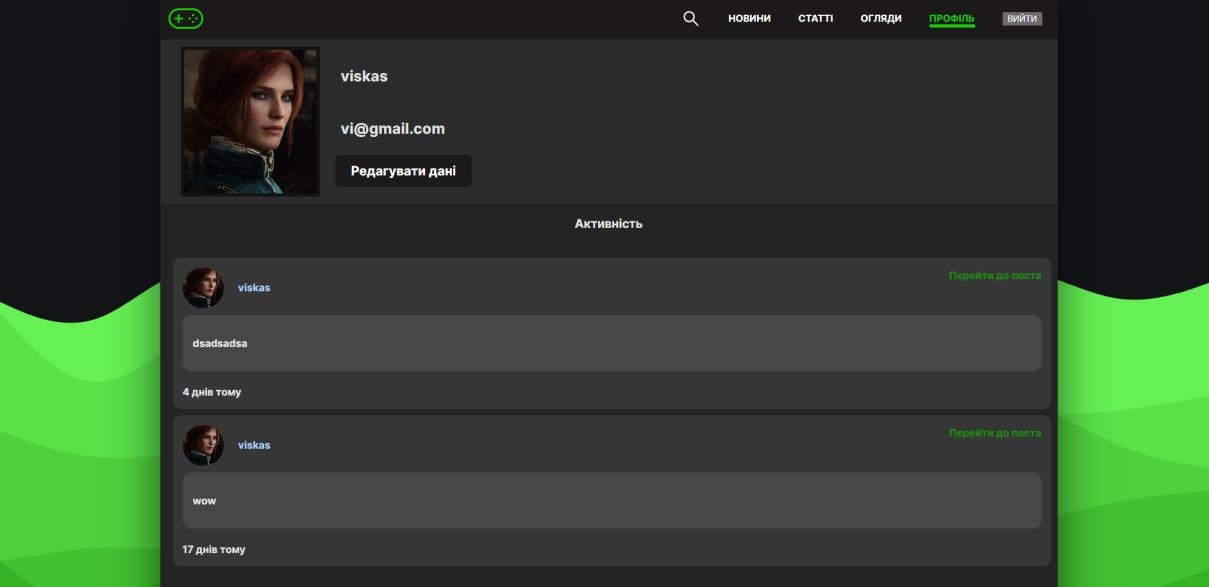 НОВИНИ СТАТТІ ОГЛЯДИ ПРОФІЛЬ ВИЙТИ
viskas
vi@gmail.com
Редагувати дані
Активність
viskas Перейти до поста
dsadsadsa
4 днів тому
viskas Перейти до поста
wow
17 днів тому